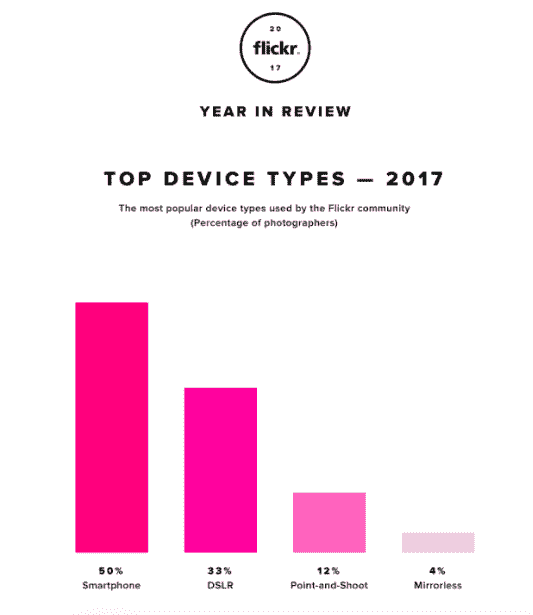 20
flickr
17
YEAR IN REVIEW
TOP DEVICE TYPES — 2017
The most popular device types used by the Flickr community
(Percentage of photographers)
50% 33% 12% 4%
Smartphone DSLR Point-and-Shoot Mirrorless